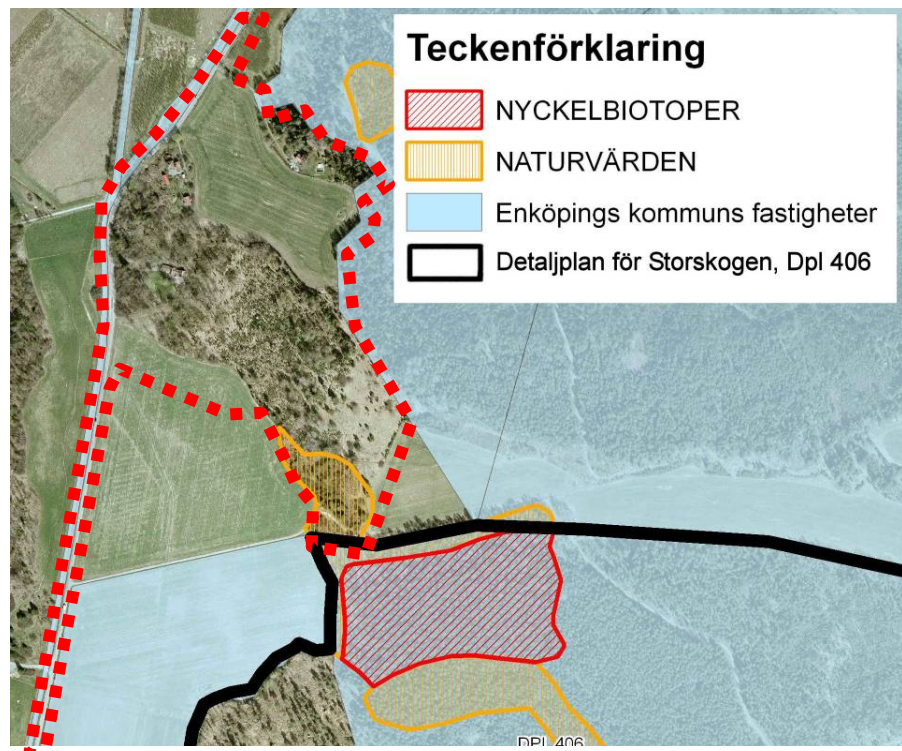 Teckenförklaring
NYCKELBIOTOPER
NATURVÄRDEN
Enköpings kommuns fastigheter
Detaljplan för Storskogen, Dpl 406
DPL 406